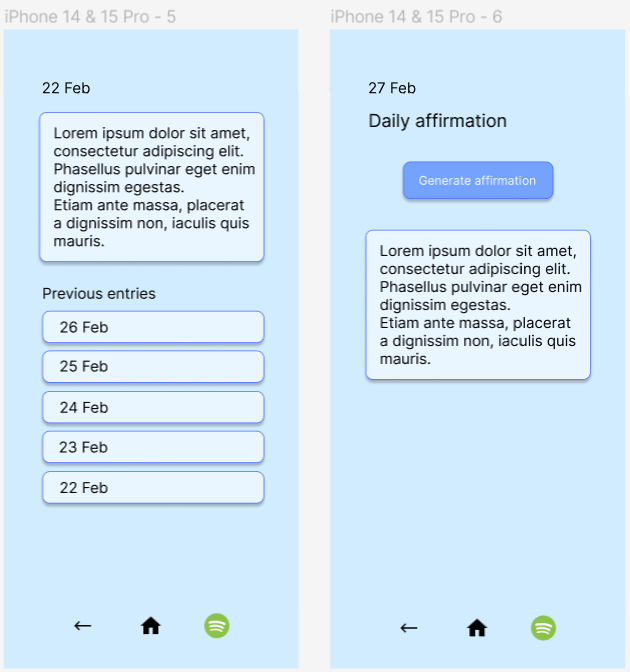 iPhone 14 & 15 Pro - 5
22 Feb
Lorem ipsum dolor sit amet,
consectetur adipiscing elit.
Phasellus pulvinar eget enim
dignissim egestas.
Etiam ante massa, placerat
a dignissim non, iaculis quis
mauris.
Previous entries
26 Feb
25 Feb
24 Feb
23 Feb
22 Feb
iPhone 14 & 15 Pro - 6
27 Feb
Daily affirmation
Generate affirmation
Lorem ipsum dolor sit amet,
consectetur adipiscing elit.
Phasellus pulvinar eget enim
dignissim egestas.
Etiam ante massa, placerat
a dignissim non, iaculis quis
mauris.